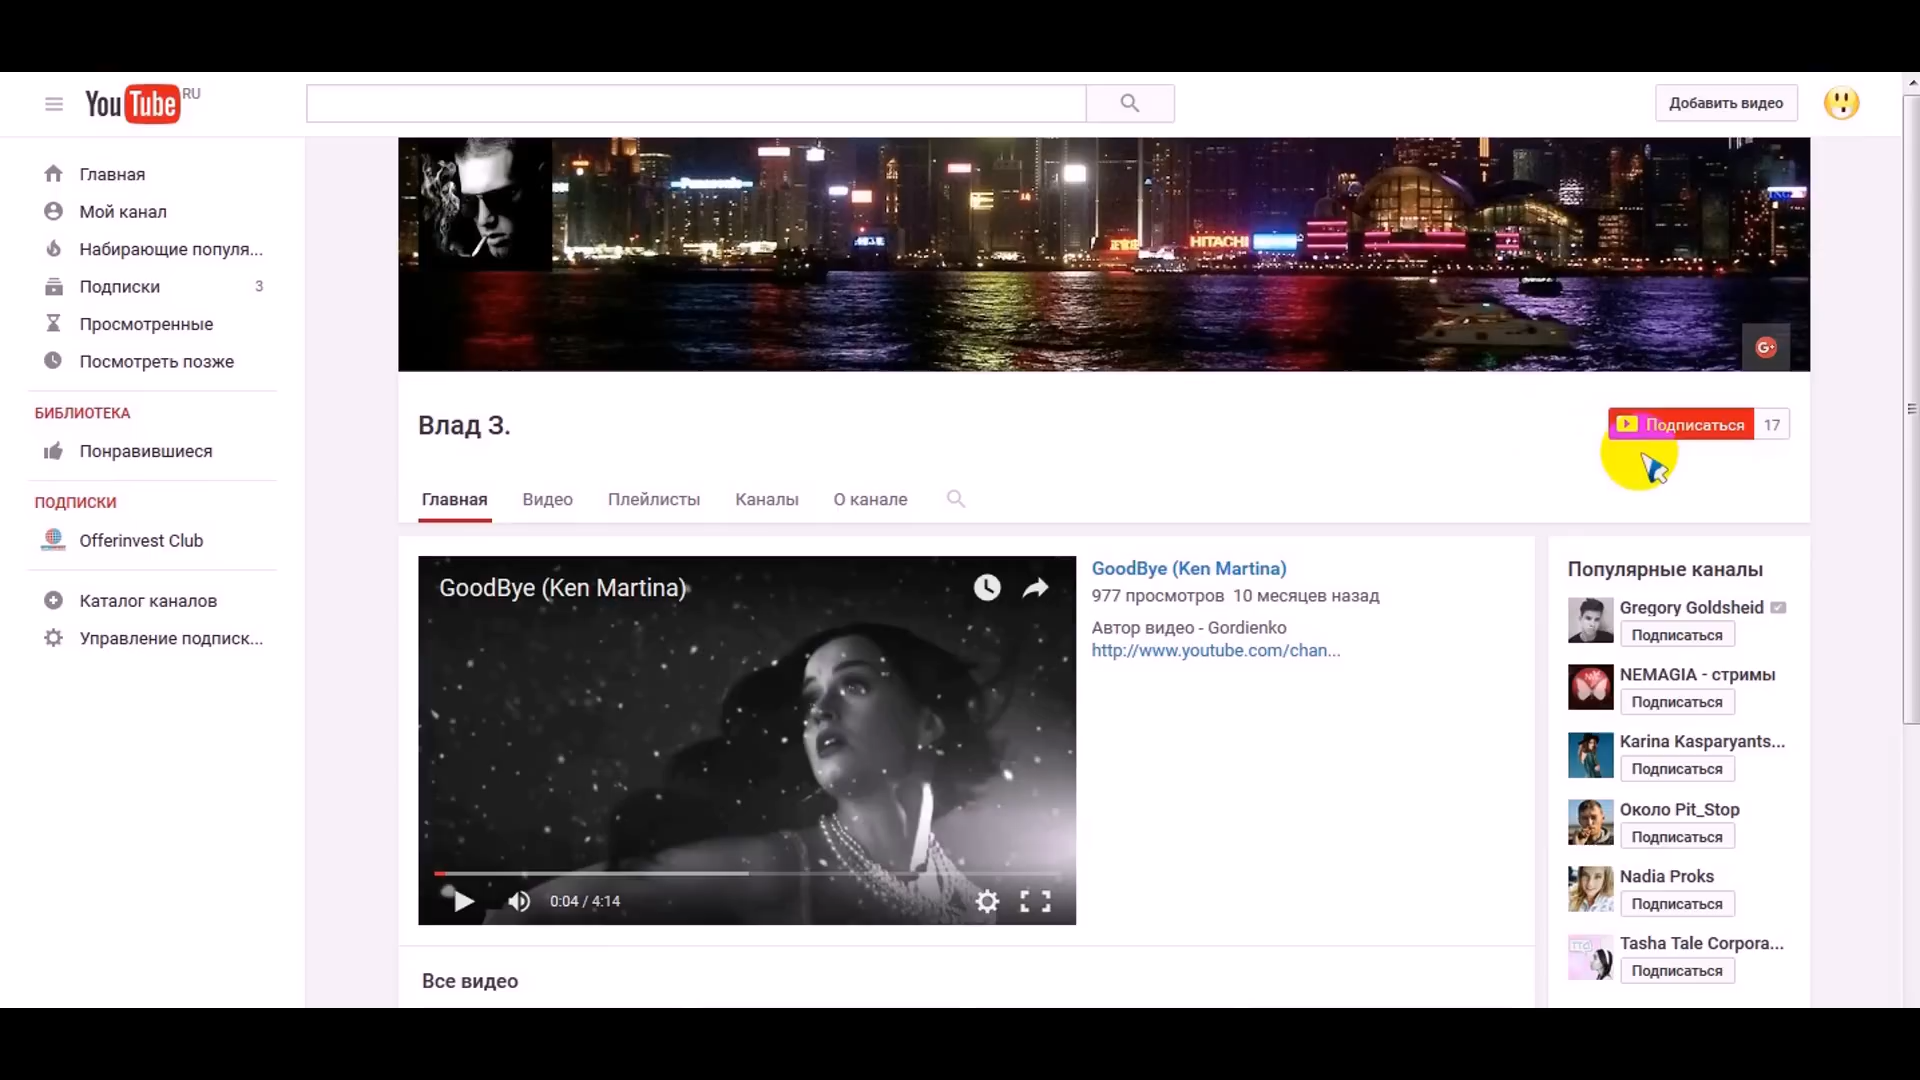 YouTube RU
Добавить видео
Главная
Мой канал
Набирающие популя...
Подписки 3
Просмотренные
Посмотреть позже
БИБЛИОТЕКА
Понравившиеся
ПОДПИСКИ
Offerinvest Club
Каталог каналов
Управление подписк...
Panasonic
HITACHI
G+
Влад З.
Подписаться 17
Главная Видео Плейлисты Каналы О канале
GoodBye (Ken Martina)
0:04 / 4:14
GoodBye (Ken Martina)
977 просмотров 10 месяцев назад
Автор видео - Gordienko
http://www.youtube.com/chan...
Все видео
Популярные каналы
Gregory Goldsheid
Подписаться
NEMAGIA - стримы
Подписаться
Karina Kasparyants...
Подписаться
Около Pit_Stop
Подписаться
Nadia Proks
Подписаться
Tasha Tale Corpora...
Подписаться